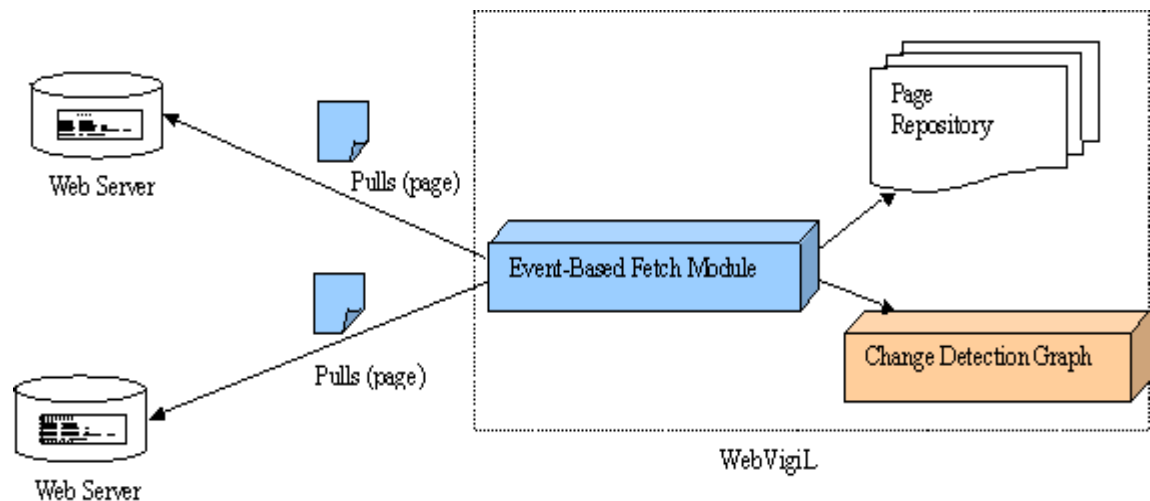 Page
Repository
Web Server
Pulls (page)
Event-Based Fetch Module
Change Detection Graph
Pulls (page)
WebVigiL
Web Server